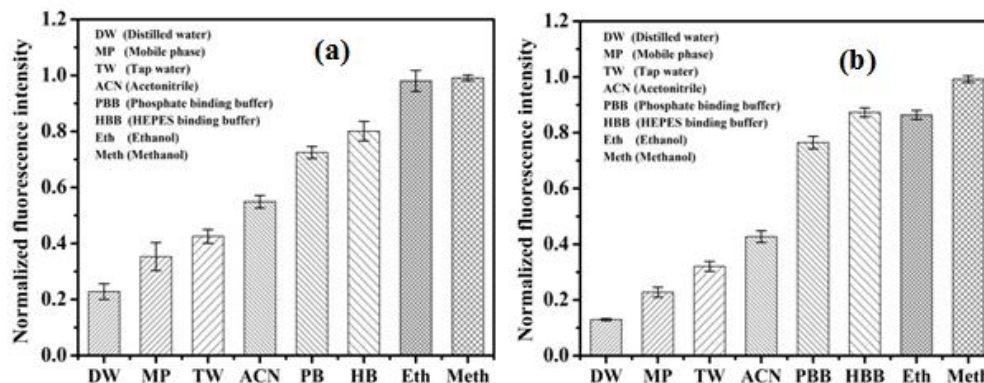 Normalized fluorescence intensity
1.2
1.0
0.8
0.6
0.4
0.2
0.0
DW (Distilled water)
MP (Mobile phase)
TW (Tap water)
ACN (Acetonitrile)
PBB (Phosphate binding buffer)
HBB (HEPES binding buffer)
Eth (Ethanol)
Meth (Methanol)
(a)
DW MP TW ACN PB HB Eth Meth
Normalized fluorescence intensity
1.2
1.0
0.8
0.6
0.4
0.2
0.0
DW (Distilled water)
MP (Mobile phase)
TW (Tap water)
ACN (Acetonitrile)
PBB (Phosphate binding buffer)
HBB (HEPES binding buffer)
Eth (Ethanol)
Meth (Methanol)
(b)
DW MP TW ACN PBB HBB Eth Meth